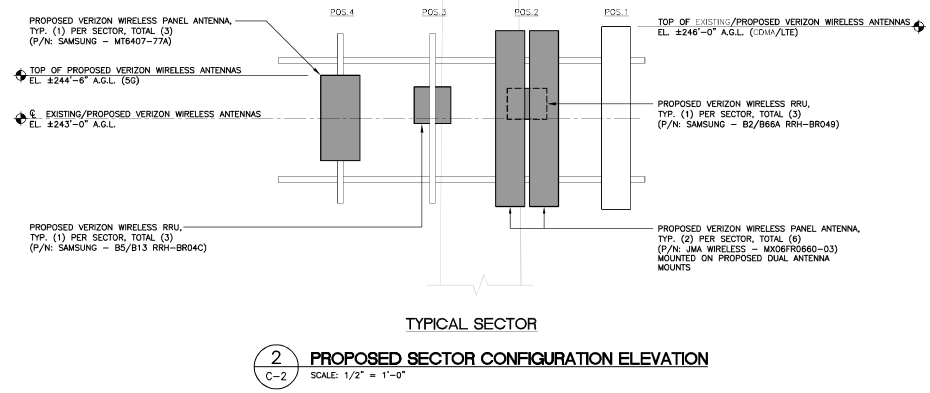 POS.4
POS.3
POS.2
POS.1
PROPOSED VERIZON WIRELESS PANEL ANTENNA,
TYP. (1) PER SECTOR, TOTAL (3)
(P/N: SAMSUNG - MT6407-77A)
TOP OF EXISTING/PROPOSED VERIZON WIRELESS ANTENNAS
EL. ±246'-0" A.G.L. (CDMA/LTE)
TOP OF PROPOSED VERIZON WIRELESS ANTENNAS
EL. ±244'-6" A.G.L. (5G)
℄ EXISTING/PROPOSED VERIZON WIRELESS ANTENNAS
EL. ±243'-0" A.G.L.
PROPOSED VERIZON WIRELESS RRU,
TYP. (1) PER SECTOR, TOTAL (3)
(P/N: SAMSUNG - B2/B66A RRH-BR049)
PROPOSED VERIZON WIRELESS RRU,
TYP. (1) PER SECTOR, TOTAL (3)
(P/N: SAMSUNG - B5/B13 RRH-BR04C)
PROPOSED VERIZON WIRELESS PANEL ANTENNA,
TYP. (2) PER SECTOR, TOTAL (6)
(P/N: JMA WIRELESS - MX06FRO660-03)
MOUNTED ON PROPOSED DUAL ANTENNA
MOUNTS
TYPICAL SECTOR
2
C-2
PROPOSED SECTOR CONFIGURATION ELEVATION
SCALE: 1/2" = 1'-0"